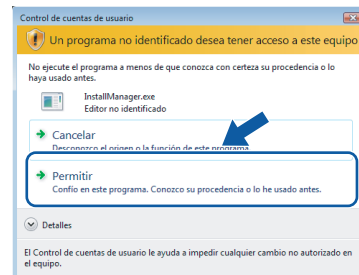 Control de cuentas de usuario
Un programa no identificado desea tener acceso a este equipo
No ejecute el programa a menos de que conozca con certeza su procedencia o lo
haya usado antes.
InstallManager.exe
Editor no identificado
Cancelar
Desconozco el origen o la función de este programa.
Permitir
Confío en este programa. Conozco su procedencia o lo he usado antes.
Detalles
El Control de cuentas de usuario le ayuda a impedir cualquier cambio no autorizado en
el equipo.